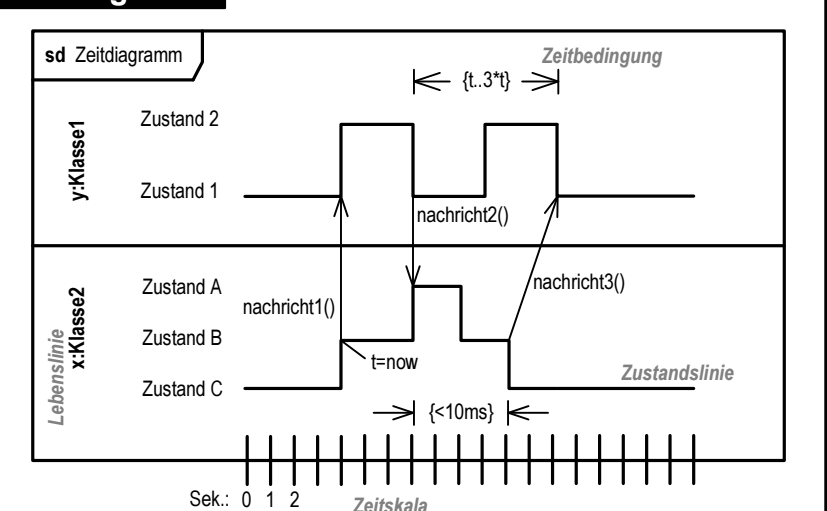 sd Zeitdiagramm
Zeitbedingung
{t..3*t}
y:Klasse1
Zustand 2
Zustand 1
nachricht2()
Lebenslinie
x:Klasse2
Zustand A
nachricht1()
nachricht3()
Zustand B
t=now
Zustandslinie
Zustand C
{<10ms}
Sek.: 0 1 2
Zeitskala